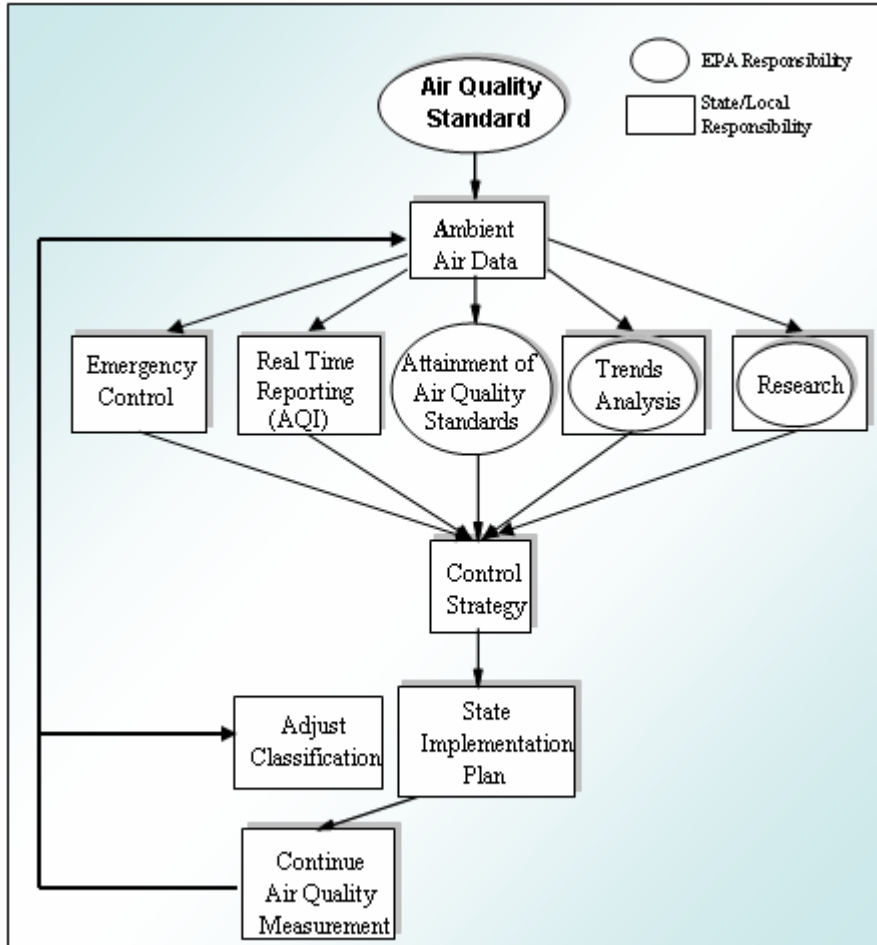 Air Quality
Standard
EPA Responsibility
State/Local
Responsibility
Ambient
Air Data
Emergency
Control
Real Time
Reporting
(AQI)
Attainment of
Air Quality
Standards
Trends
Analysis
Research
Control
Strategy
Adjust
Classification
State
Implementation
Plan
Continue
Air Quality
Measurement